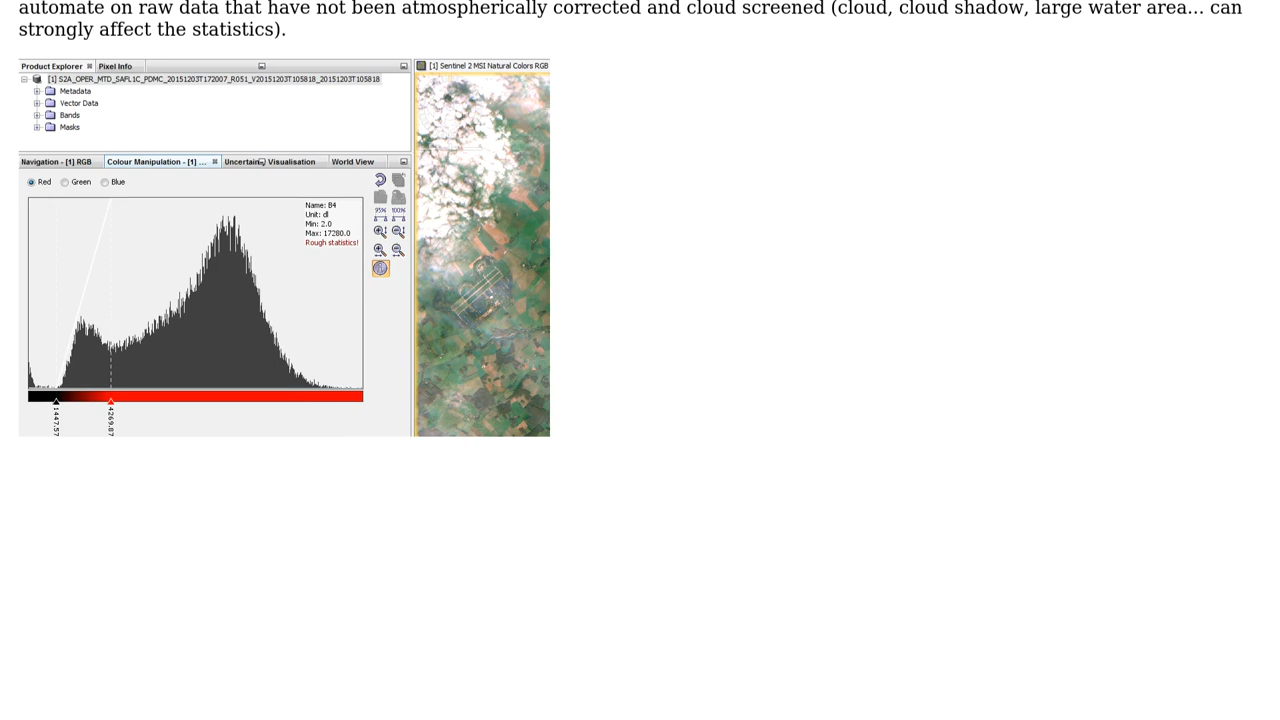 automate on raw data that have not been atmospherically corrected and cloud screened (cloud, cloud shadow, large water area... can
strongly affect the statistics).
Product Explorer Pixel Info
[1] S2A_OPER_MTD_SAFL1C_PDMC_20151203T172007_R051_V20151203T105818_20151203T105818
Metadata
Vector Data
Bands
Masks
Navigation - [1] RGB Colour Manipulation - [1] ... Uncertainty Visualisation World View
Red Green Blue
Name: B4
Unit: dl
Min: 2.0
Max: 17280.0
Rough statistics!
95% 100%
1447.57
4269.87
[1] Sentinel 2 MSI Natural Colors RGB